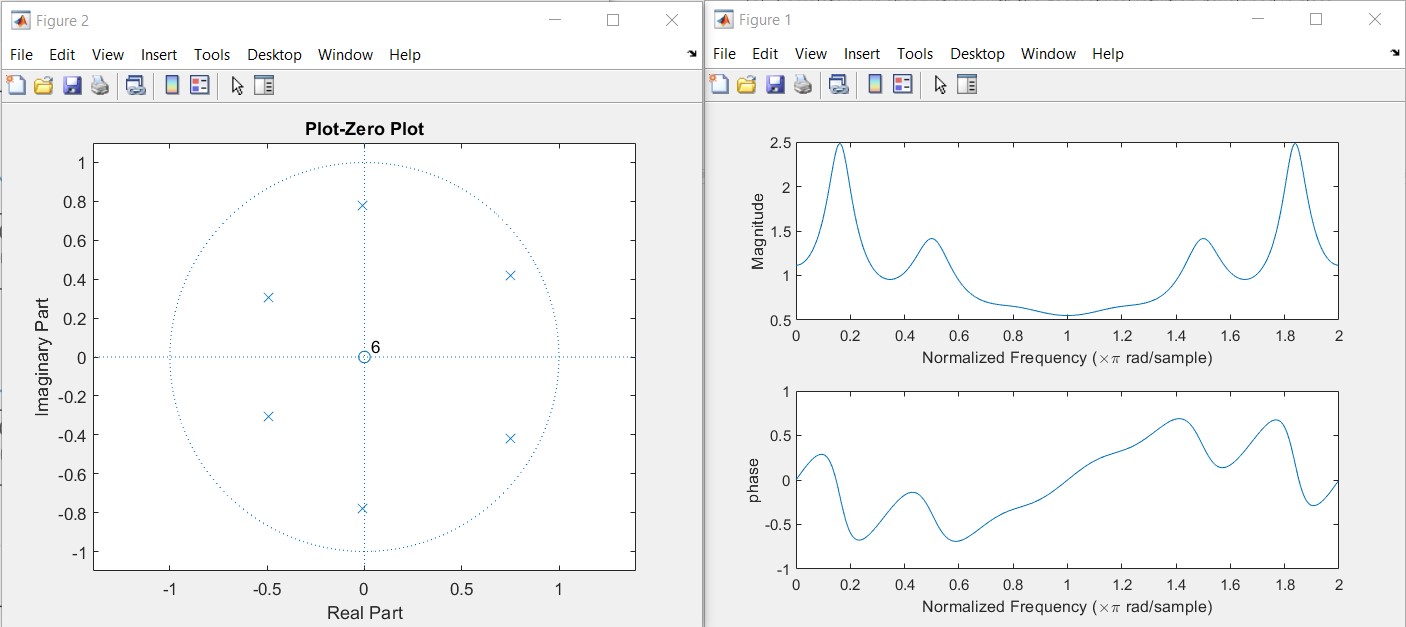 Figure 2
File Edit View Insert Tools Desktop Window Help
Plot-Zero Plot
1
0.8
0.6
0.4
0.2
0
-0.2
-0.4
-0.6
-0.8
-1
6
Imaginary Part
-1 -0.5 0 0.5 1
Real Part
Figure 1
File Edit View Insert Tools Desktop Window Help
2.5
2
1.5
1
0.5
Magnitude
0 0.2 0.4 0.6 0.8 1 1.2 1.4 1.6 1.8 2
Normalized Frequency (×π rad/sample)
1
0.5
0
-0.5
-1
phase
0 0.2 0.4 0.6 0.8 1 1.2 1.4 1.6 1.8 2
Normalized Frequency (×π rad/sample)